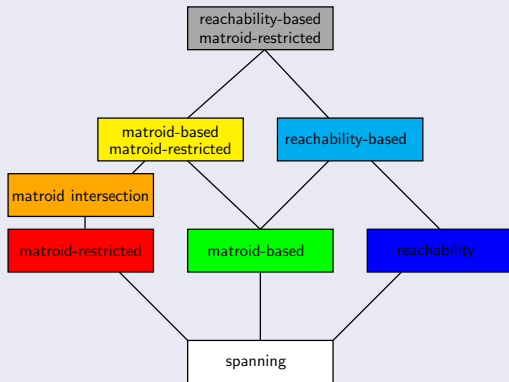 reachability-based
matroid-restricted
matroid-based
matroid-restricted
reachability-based
matroid intersection
matroid-restricted
matroid-based
reachability
spanning